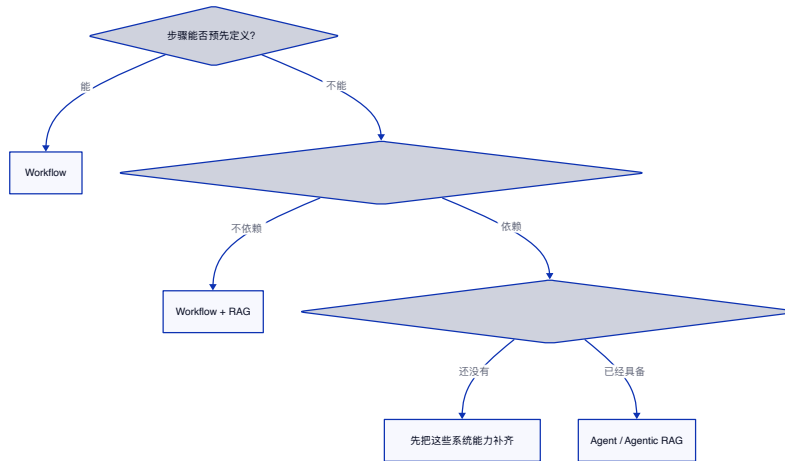 步骤能否预先定义?
能
不能
Workflow
不依赖
依赖
Workflow + RAG
还没有
已经具备
先把这些系统能力补齐
Agent / Agentic RAG